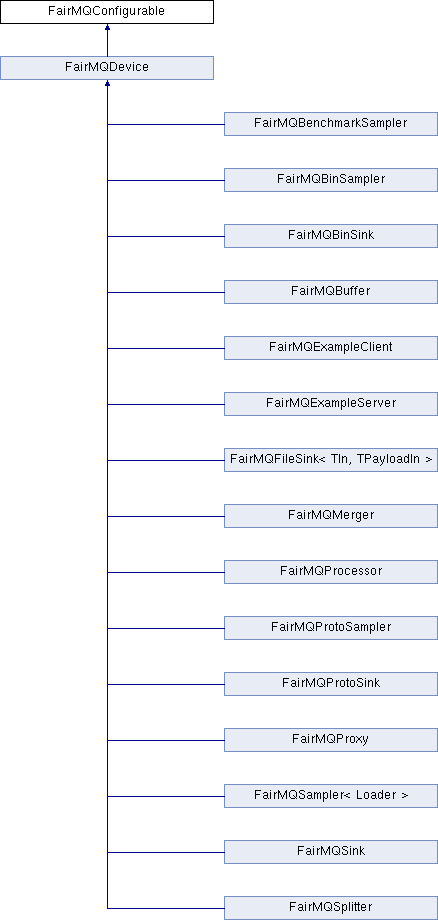 FairMQConfigurable
FairMQDevice
FairMQBenchmarkSampler
FairMQBinSampler
FairMQBinSink
FairMQBuffer
FairMQExampleClient
FairMQExampleServer
FairMQFileSink< TIn, TPayloadIn >
FairMQMerger
FairMQProcessor
FairMQProtoSampler
FairMQProtoSink
FairMQProxy
FairMQSampler< Loader >
FairMQSink
FairMQSplitter